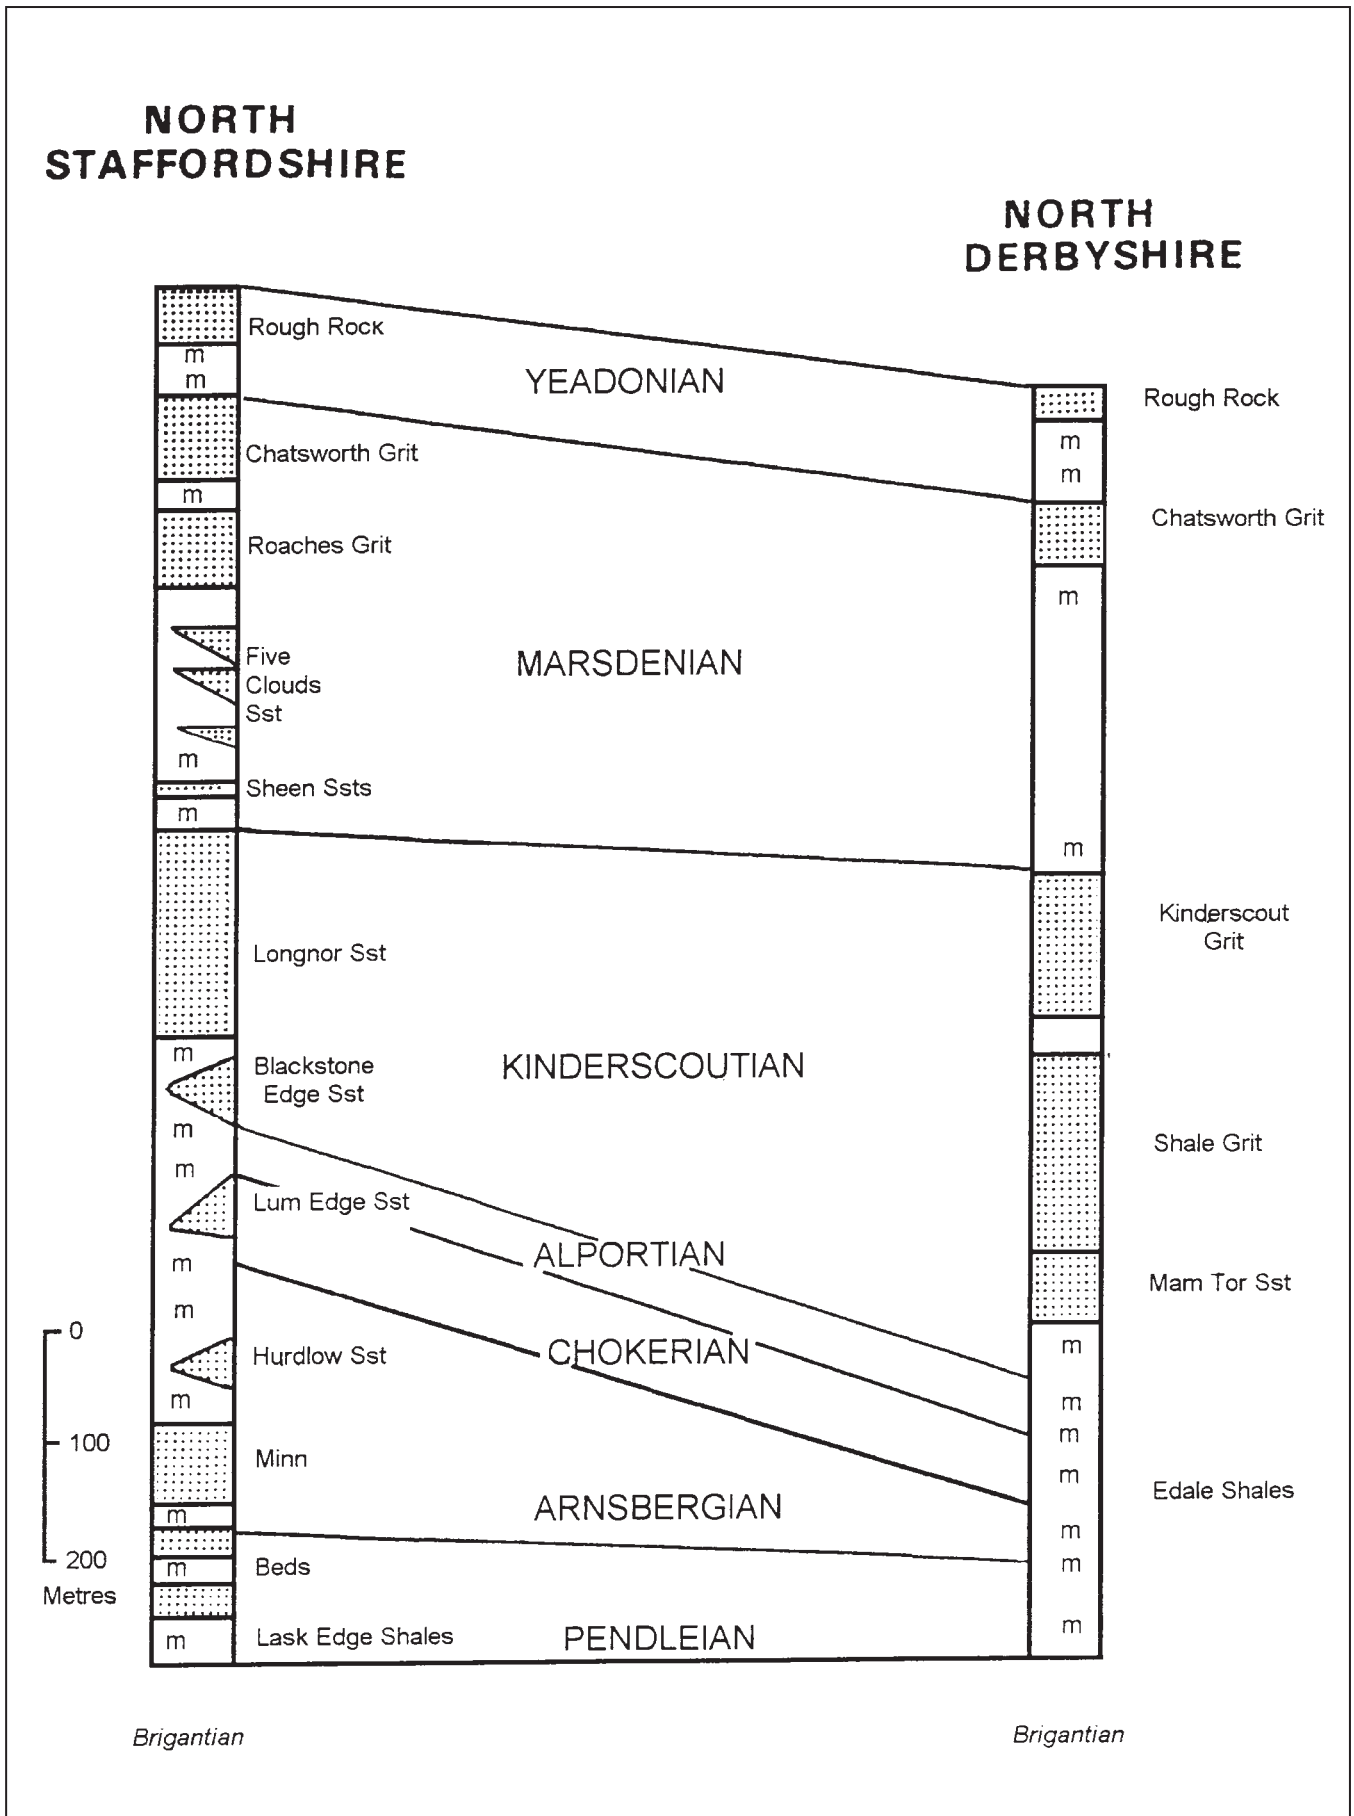 NORTH
STAFFORDSHIRE
NORTH
DERBYSHIRE
Rough Rock
m
m
YEADONIAN
Rough Rock
m
m
Chatsworth Grit
m
Chatsworth Grit
Roaches Grit
m
Five
Clouds
Sst
MARSDENIAN
m
Sheen Ssts
m
m
Longnor Sst
Kinderscout
Grit
m
Blackstone
Edge Sst
KINDERSCOUTIAN
m
Shale Grit
m
Lum Edge Sst
ALPORTIAN
m
Mam Tor Sst
m
0
Hurdlow Sst
CHOKERIAN
m
m
m
100
Minn
m
m
Edale Shales
ARNSBERGIAN
m
m
200
m
Beds
m
Metres
m
Lask Edge Shales
PENDLEIAN
m
Brigantian
Brigantian